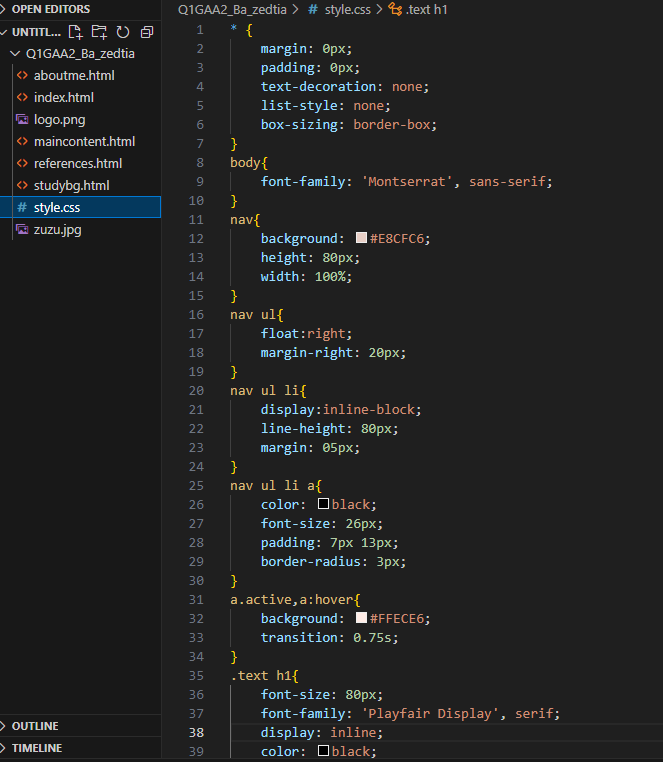 OPEN EDITORS
UNTITL...
Q1GAA2_Ba_zedtia
aboutme.html
index.html
logo.png
maincontent.html
references.html
studybg.html
# style.css
zuzu.jpg
OUTLINE
TIMELINE
Q1GAA2_Ba_zedtia > # style.css > .text h1
1 * {
2 margin: 0px;
3 padding: 0px;
4 text-decoration: none;
5 list-style: none;
6 box-sizing: border-box;
7 }
8 body{
9 font-family: 'Montserrat', sans-serif;
10 }
11 nav{
12 background: #E8CFC6;
13 height: 80px;
14 width: 100%;
15 }
16 nav ul{
17 float:right;
18 margin-right: 20px;
19 }
20 nav ul li{
21 display:inline-block;
22 line-height: 80px;
23 margin: 05px;
24 }
25 nav ul li a{
26 color: black;
27 font-size: 26px;
28 padding: 7px 13px;
29 border-radius: 3px;
30 }
31 a.active,a:hover{
32 background: #FFECE6;
33 transition: 0.75s;
34 }
35 .text h1{
36 font-size: 80px;
37 font-family: 'Playfair Display', serif;
38 display: inline;
39 color: black;